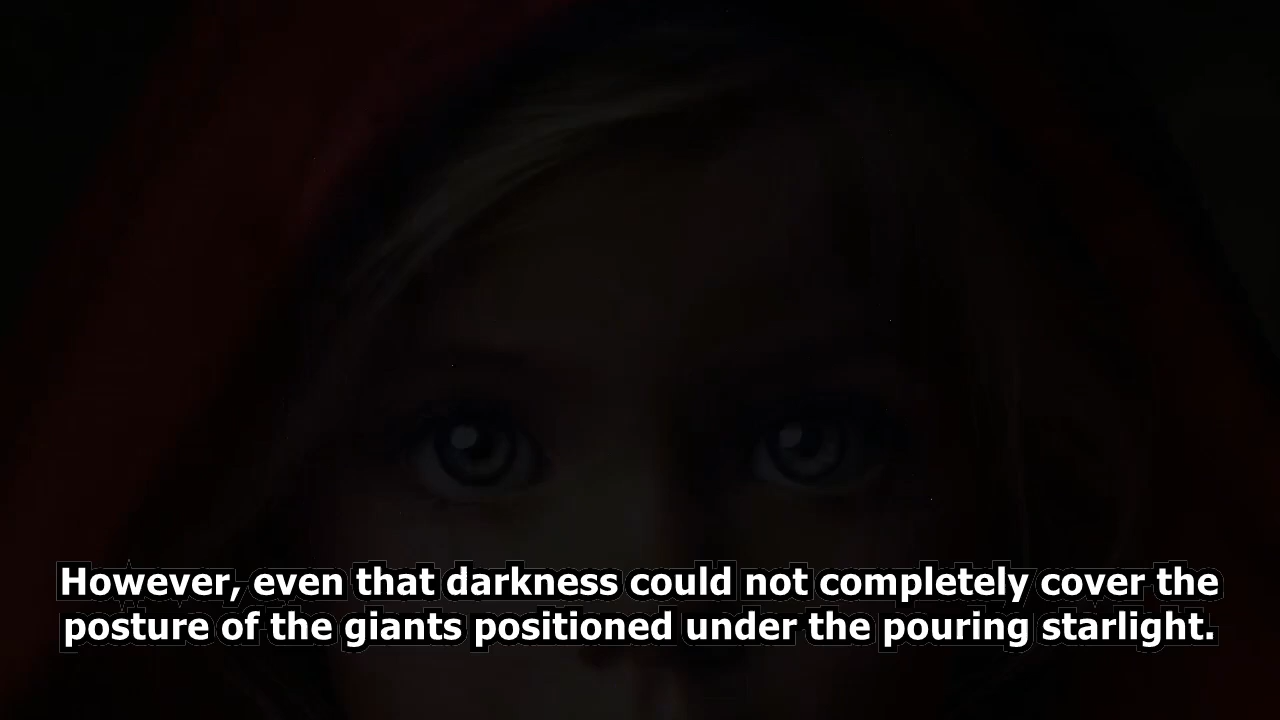 However, even that darkness could not completely cover the
posture of the giants positioned under the pouring starlight.